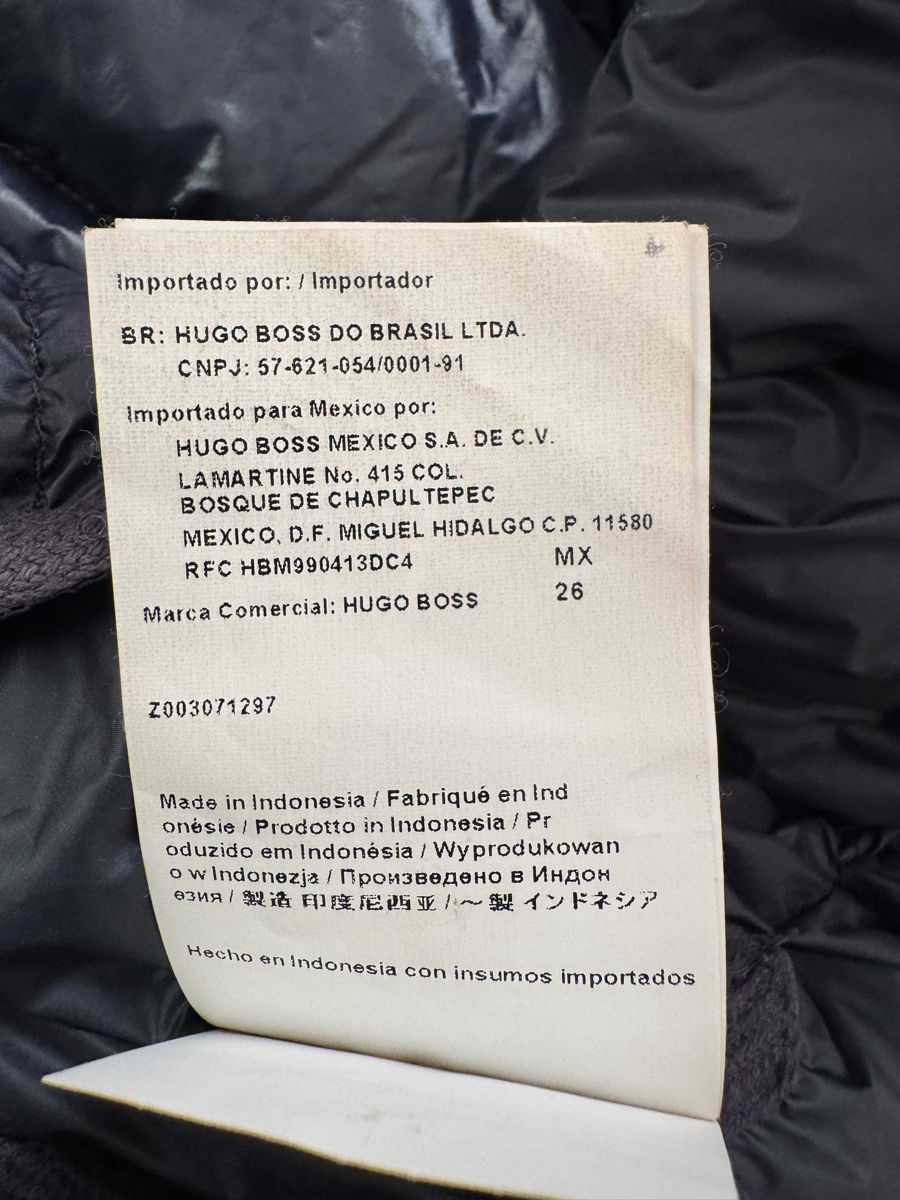 Importado por: / Importador
BR: HUGO BOSS DO BRASIL LTDA.
CNPJ: 57-621-054/0001-91
Importado para Mexico por:
HUGO BOSS MEXICO S.A. DE C.V.
LAMARTINE No. 415 COL.
BOSQUE DE CHAPULTEPEC
MEXICO, D.F. MIGUEL HIDALGO C.P. 11580
RFC HBM990413DC4 MX
Marca Comercial: HUGO BOSS 26
Z003071297
Made in Indonesia / Fabriqué en Ind
onésie / Prodotto in Indonesia / Pr
oduzido em Indonésia / Wyprodukowan
o w Indonezja / Произведено в Индон
езия / 製造 印度尼西亚 / ～製 インドネシア
Hecho en Indonesia con insumos importados